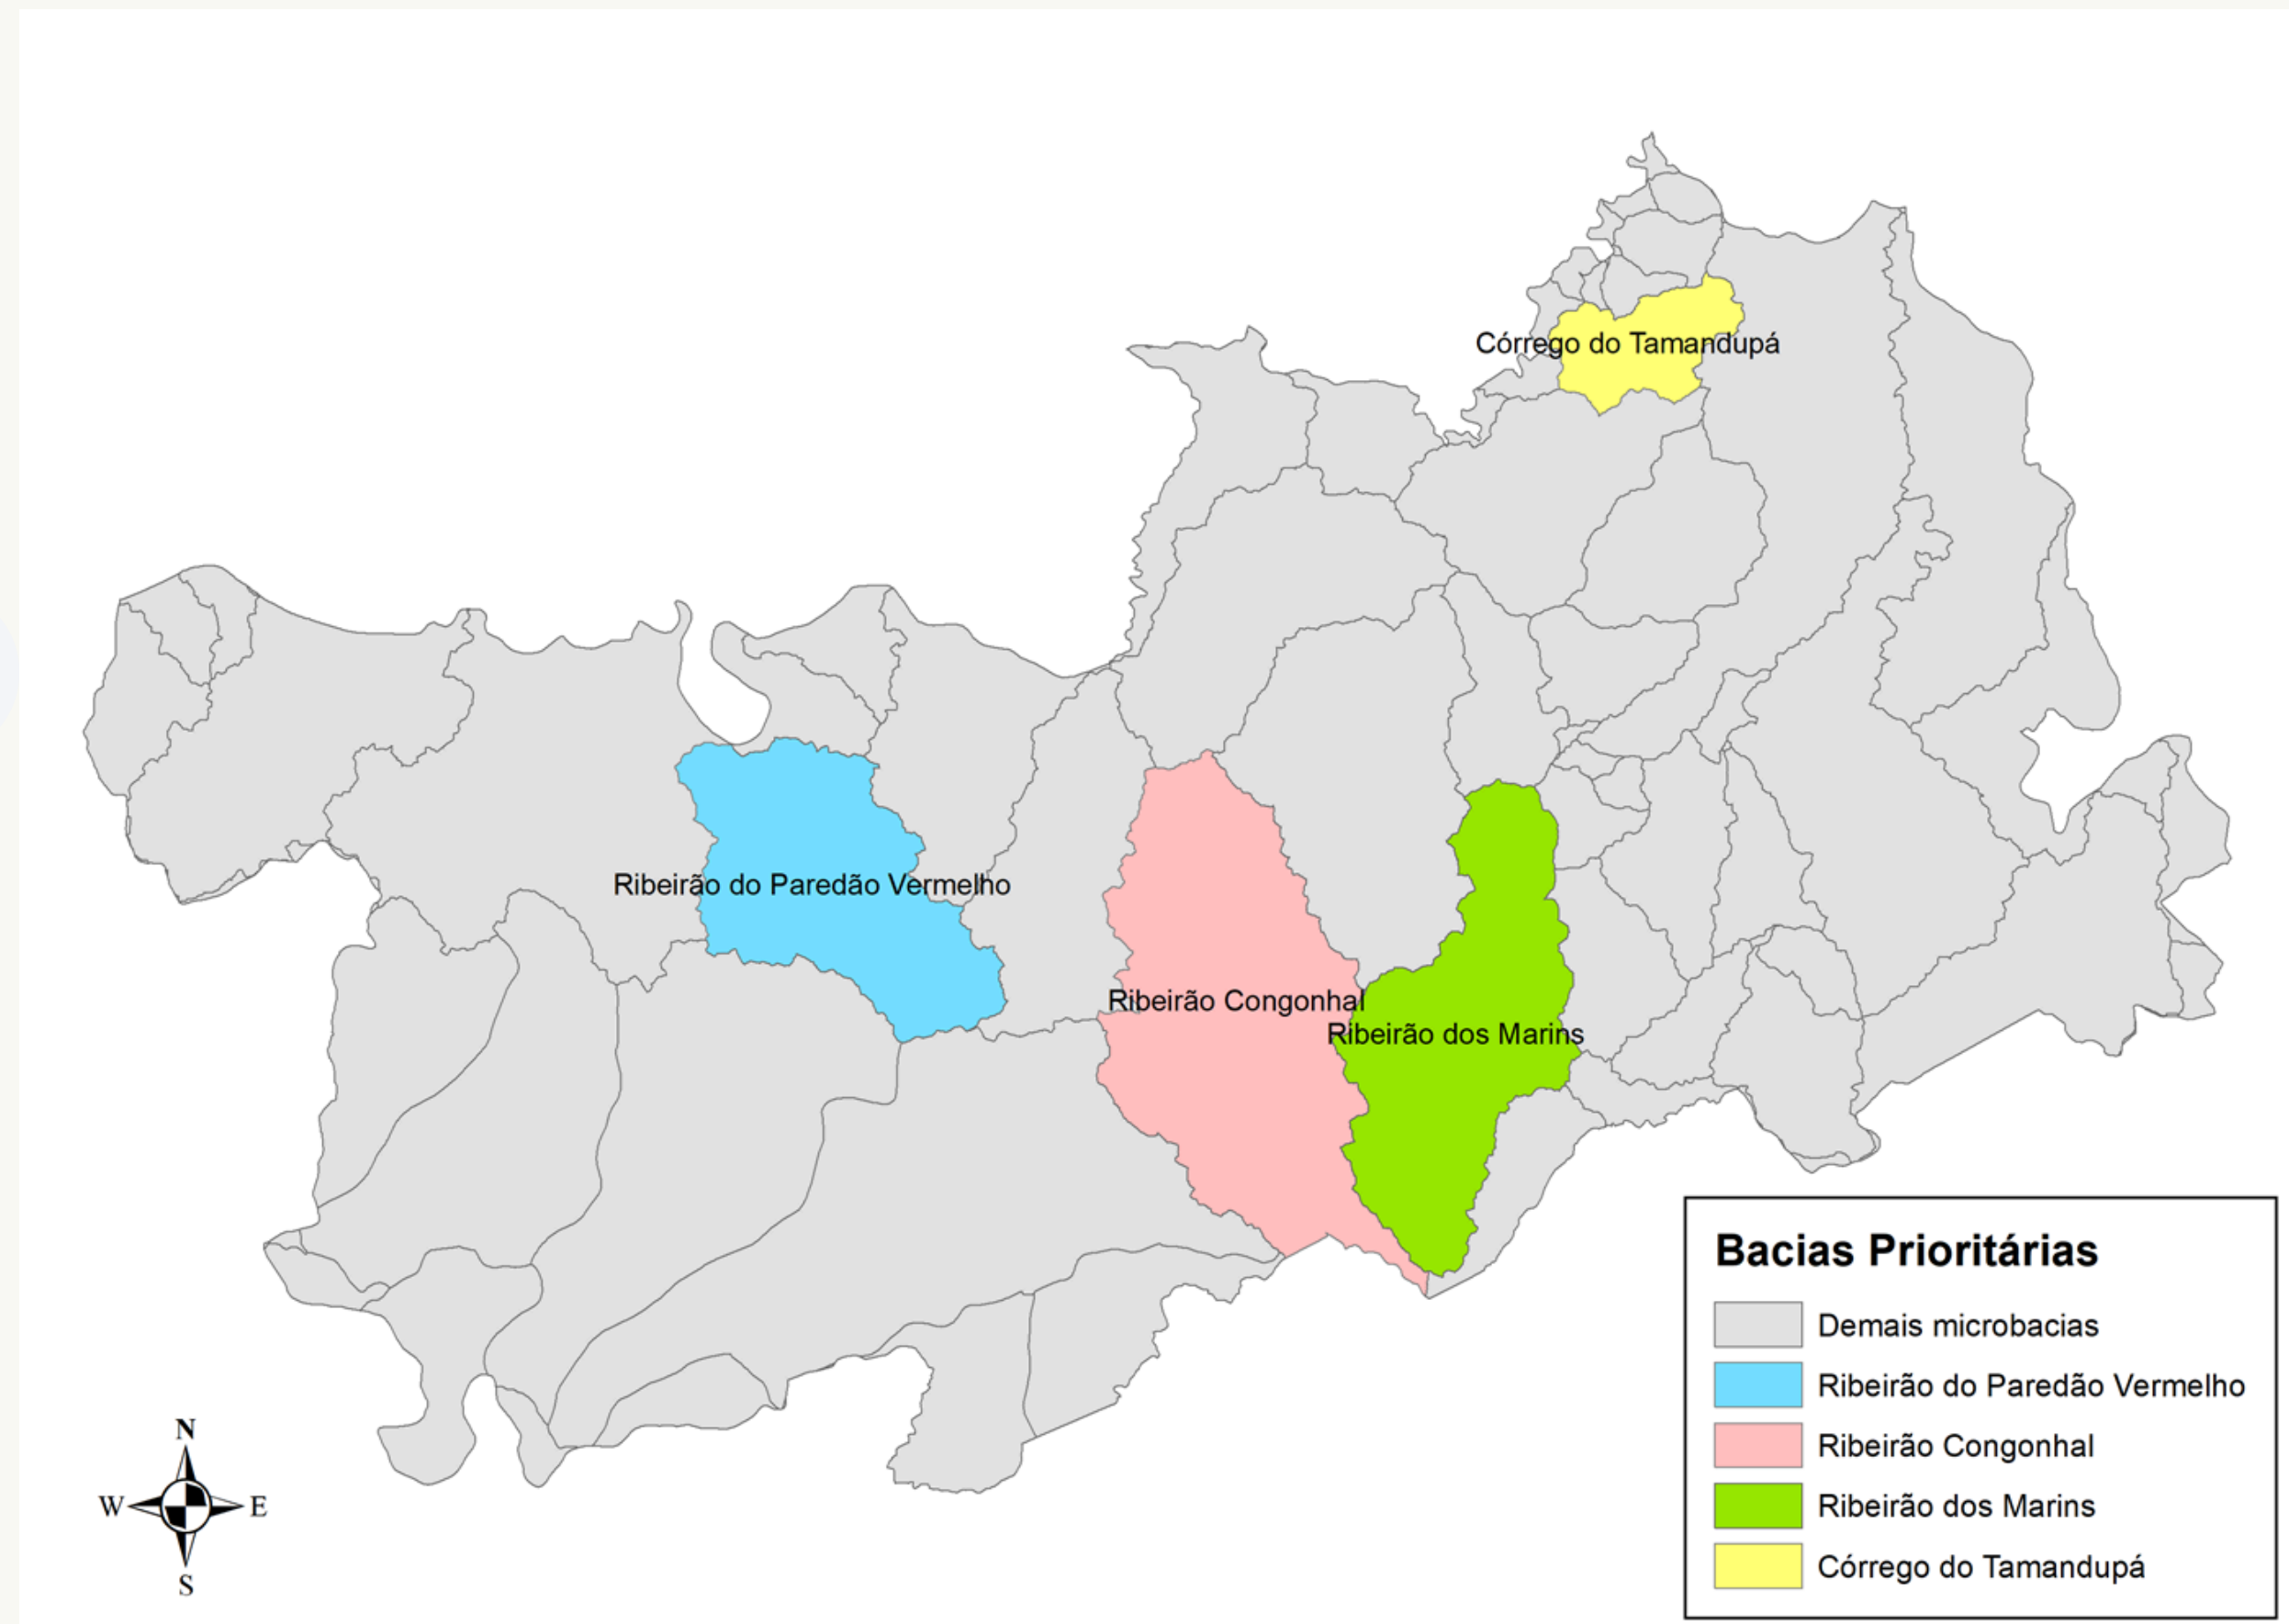 Córrego do Tamandupá
Ribeirão do Paredão Vermelho
Ribeirão Congonhal
Ribeirão dos Marins
Bacias Prioritárias
Demais microbacias
Ribeirão do Paredão Vermelho
Ribeirão Congonhal
Ribeirão dos Marins
Córrego do Tamandupá
N
W E
S